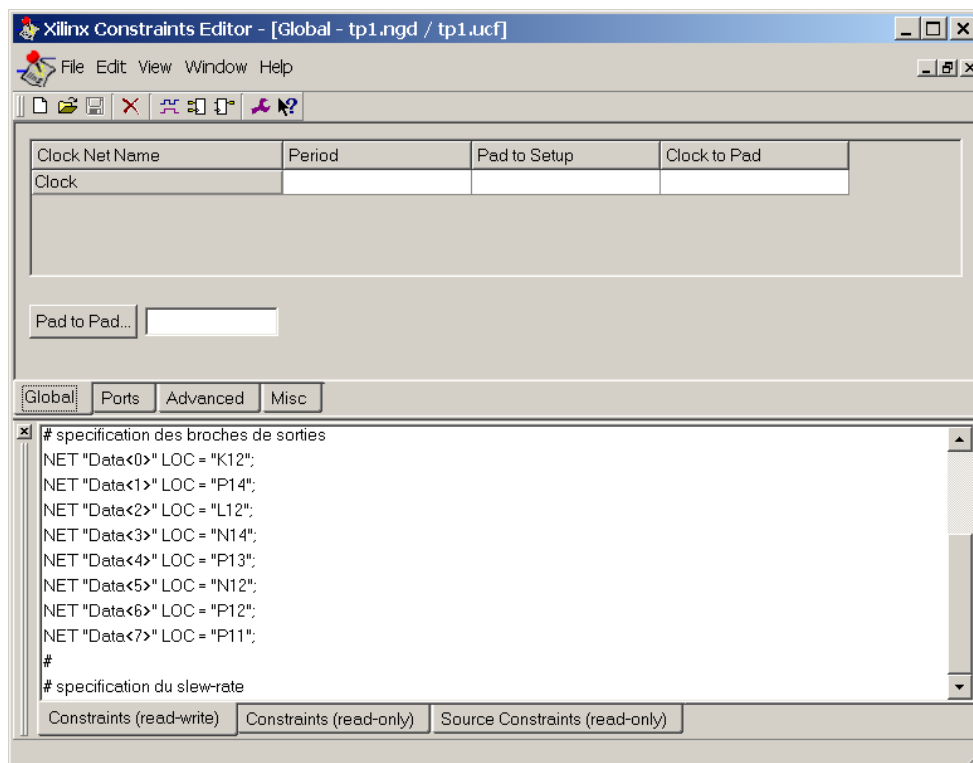 Xilinx Constraints Editor - [Global - tp1.ngd / tp1.ucf]
File Edit View Window Help
Clock Net Name Period Pad to Setup Clock to Pad
Clock
Pad to Pad...
Global Ports Advanced Misc
# specification des broches de sorties
NET "Data<0>" LOC = "K12";
NET "Data<1>" LOC = "P14";
NET "Data<2>" LOC = "L12";
NET "Data<3>" LOC = "N14";
NET "Data<4>" LOC = "P13";
NET "Data<5>" LOC = "N12";
NET "Data<6>" LOC = "P12";
NET "Data<7>" LOC = "P11";
#
# specification du slew-rate
Constraints (read-write) Constraints (read-only) Source Constraints (read-only)